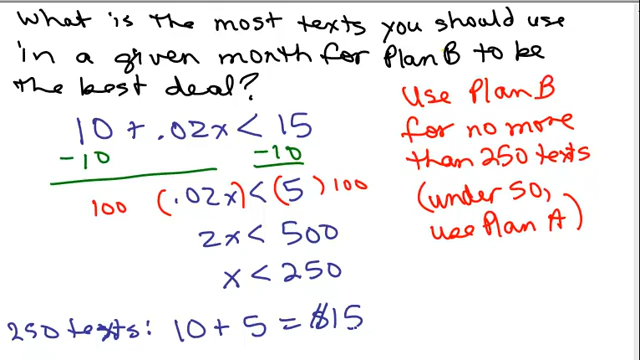 What is the most texts you should use
in a given month for Plan B to be
the best deal?
10 + .02x < 15
-10 -10
100 (.02x) < (5) 100
2x < 500
x < 250
250 texts: 10 + 5 = $15
Use Plan B
for no more
than 250 texts
(under 50,
use Plan A)